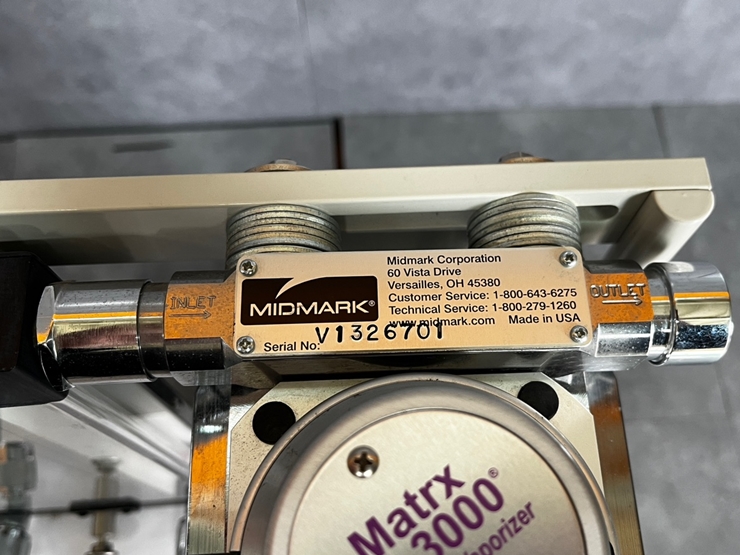 Midmark Corporation
60 Vista Drive
Versailles, OH 45380
Customer Service: 1-800-643-6275
Technical Service: 1-800-279-1260
www.midmark.com Made in USA
MIDMARK®
Serial No: V1326701
INLET
OUTLET
Matrx
3000®
Vaporizer